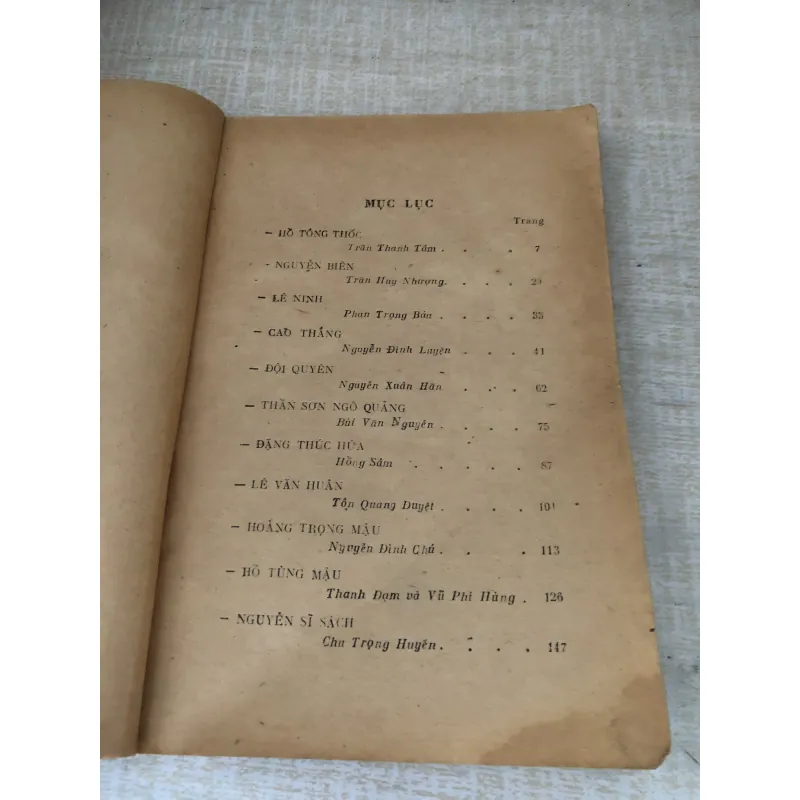 MỤC LỤC
Trang
— HỒ TÔNG THỐC
Trần Thanh Tâm . . . . 7
— NGUYỄN BIÊN
Trần Huy Nhượng. . . .
— LÊ NINH
Phan Trọng Báu . . . . 33
— CAO THẮNG
Nguyễn Đình Luyện . . . 41
— ĐỘI QUYÊN
Nguyễn Xuân Hân . . . 62
— THẦN SƠN NGÔ QUẢNG
Bùi Văn Nguyên . . . . 75
— ĐẶNG THÚC HỨA
Hồng Sâm . . . . . 87
— LÊ VĂN HUÂN
Tôn Quang Duyệt . . . . 101
— HOÀNG TRỌNG MẬU
Nguyễn Đình Chú . . . . 113
— HỒ TÙNG MẬU
Thanh Đạm và Vũ Phi Hùng . 126
— NGUYỄN SĨ SÁCH
Chu Trọng Huyến . . . . 147